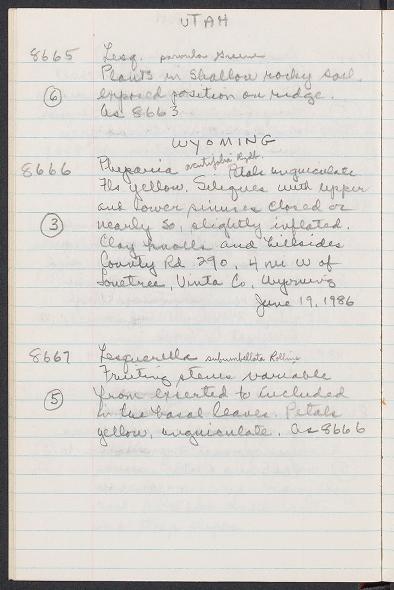 UTAH
8665 Lesq. parvula Greene
Plants in shallow rocky soil,
⑥ exposed position on ridge.
As 8663
WYOMING
8666 Physaria acutifolia Rydb. Petals unguiculate
Fls yellow. Siliques with upper
and lower sinuses closed or
③ nearly so, slightly inflated.
Clay knolls and hillsides
County Rd 290, 4 mi W of
Lonetree, Uinta Co, Wyoming
June 19, 1986
8667 Lesquerella subumbellata Rollins
Fruiting stems variable
⑤ from exserted to included
in the basal leaves. Petals
yellow, unguiculate. As 8666